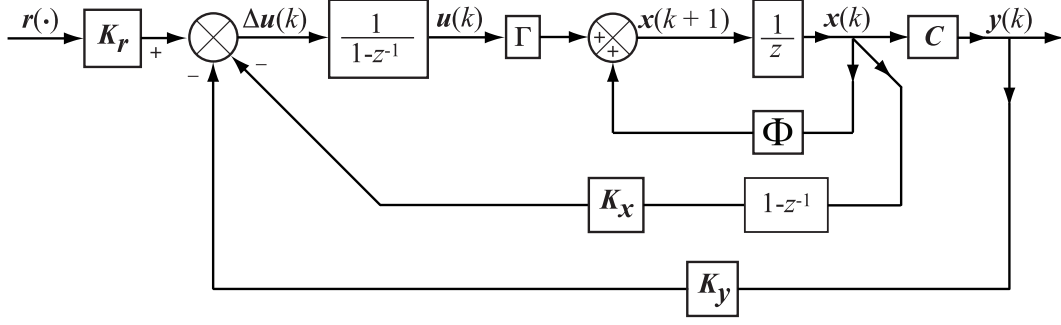 r(·)
K_r
+
−
−
Δu(k)
1
1-z⁻¹
u(k)
Γ
+
+
x(k + 1)
1
z
x(k)
C
y(k)
Φ
K_x
1-z⁻¹
K_y